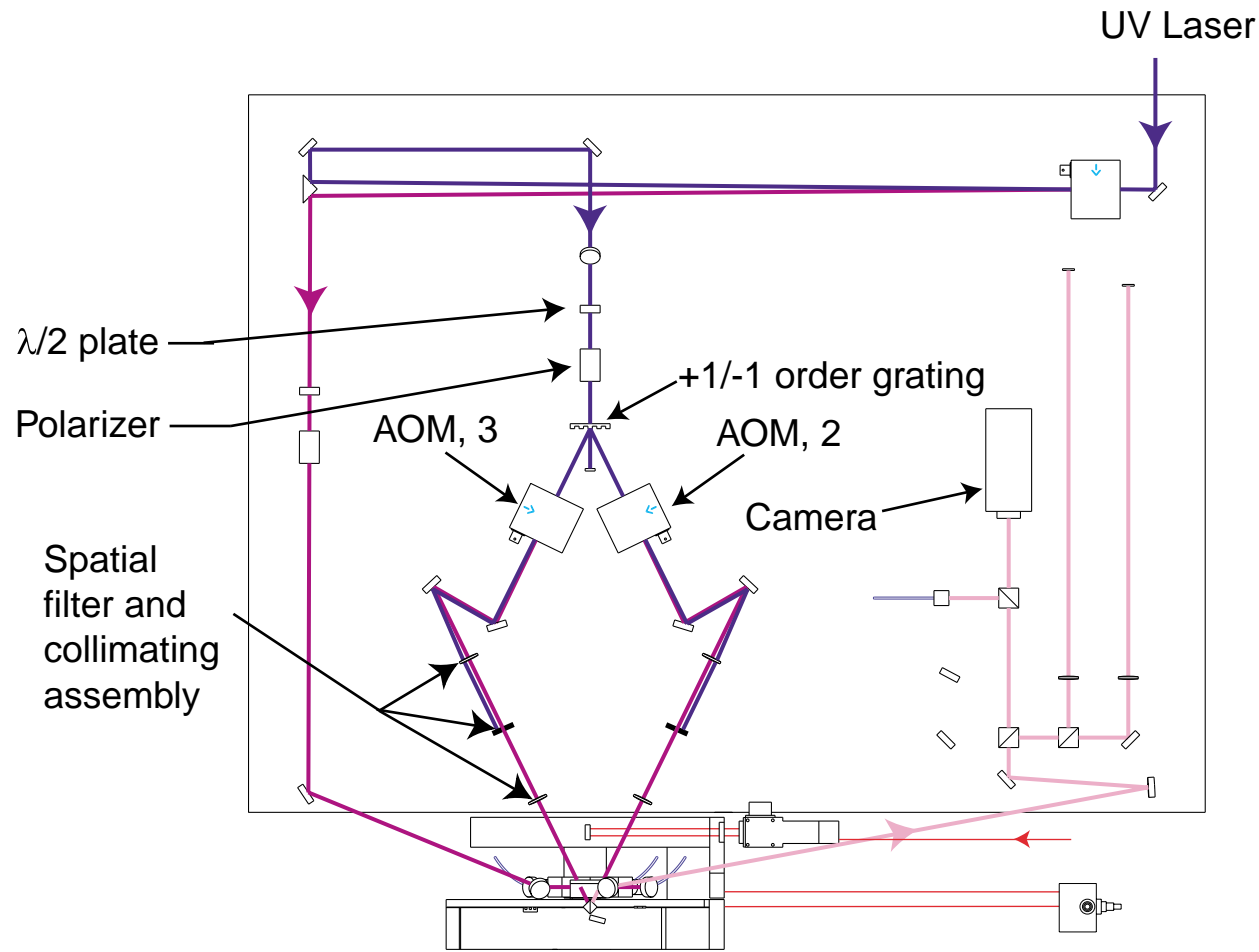 UV Laser
λ/2 plate
Polarizer
+1/-1 order grating
AOM, 3
AOM, 2
Camera
Spatial
filter and
collimating
assembly